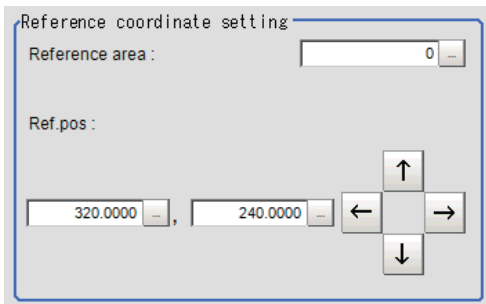 Reference coordinate setting
Reference area : 0 ...
Ref.pos :
↑
320.0000 ... , 240.0000 ... ← →
↓